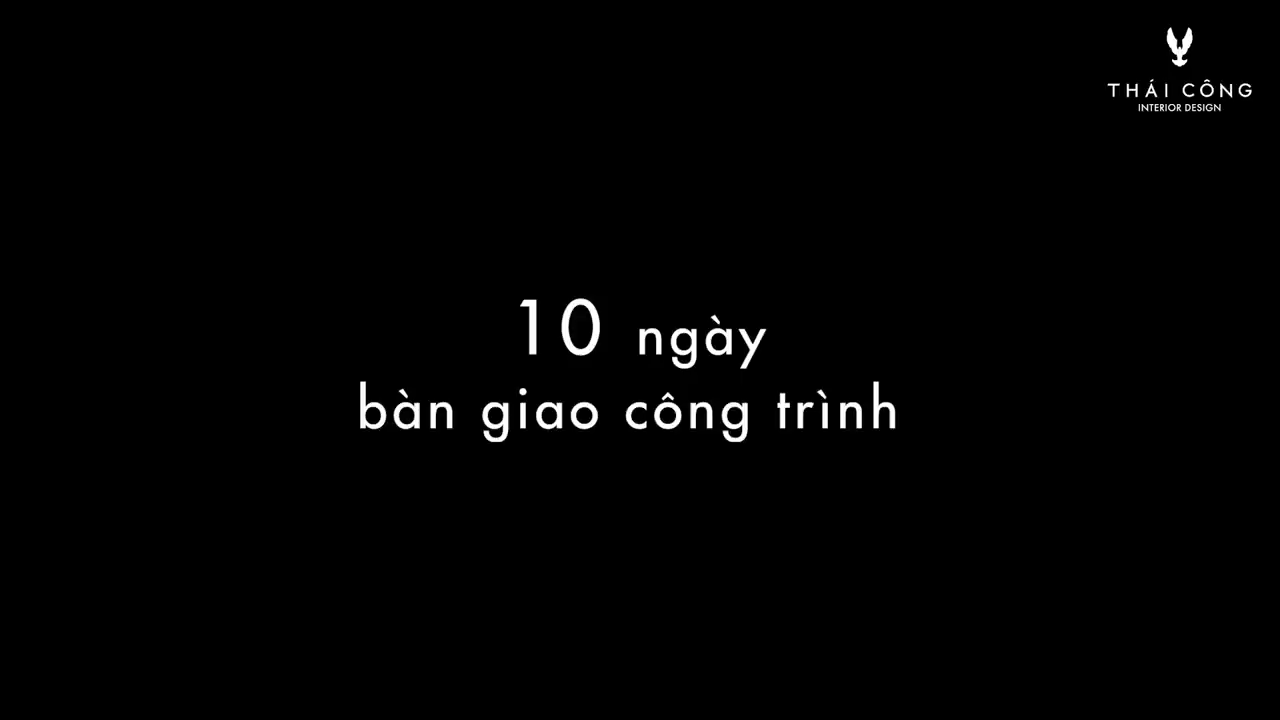 THÁI CÔNG
INTERIOR DESIGN
10 ngày
bàn giao công trình